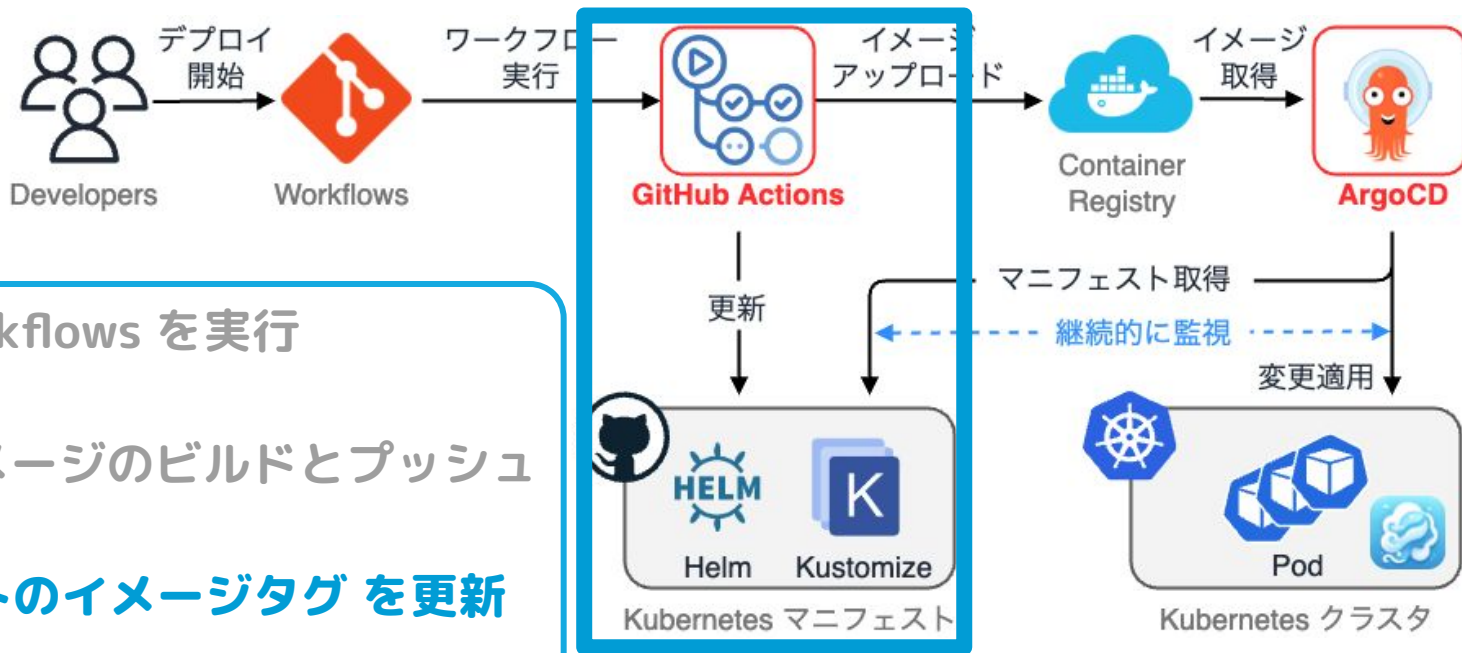 デプロイ
開始
ワークフロー
実行
イメージ
アップロード
イメージ
取得
Developers
Workflows
GitHub Actions
Container
Registry
ArgoCD
更新
マニフェスト取得
継続的に監視
変更適用
kflows を実行
ージのビルドとプッシュ
のイメージタグ を更新
HELM
K
Helm
Kustomize
Pod
Kubernetes マニフェスト
Kubernetes クラスタ